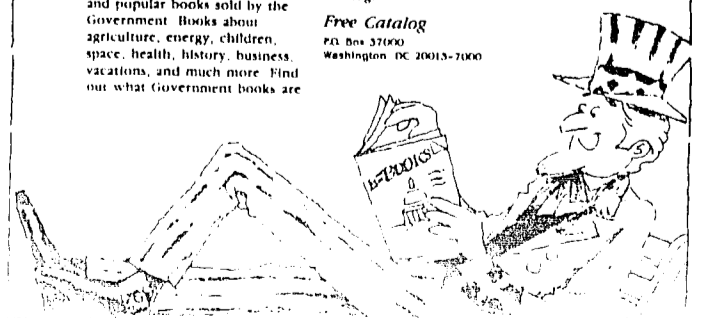 and popular books sold by the
Government Books about
agriculture, energy, children,
space, health, history, business,
vacations, and much more Find
out what Government books are
Free Catalog
P.O. Box 37000
Washington DC 20013-7000
BOOKS